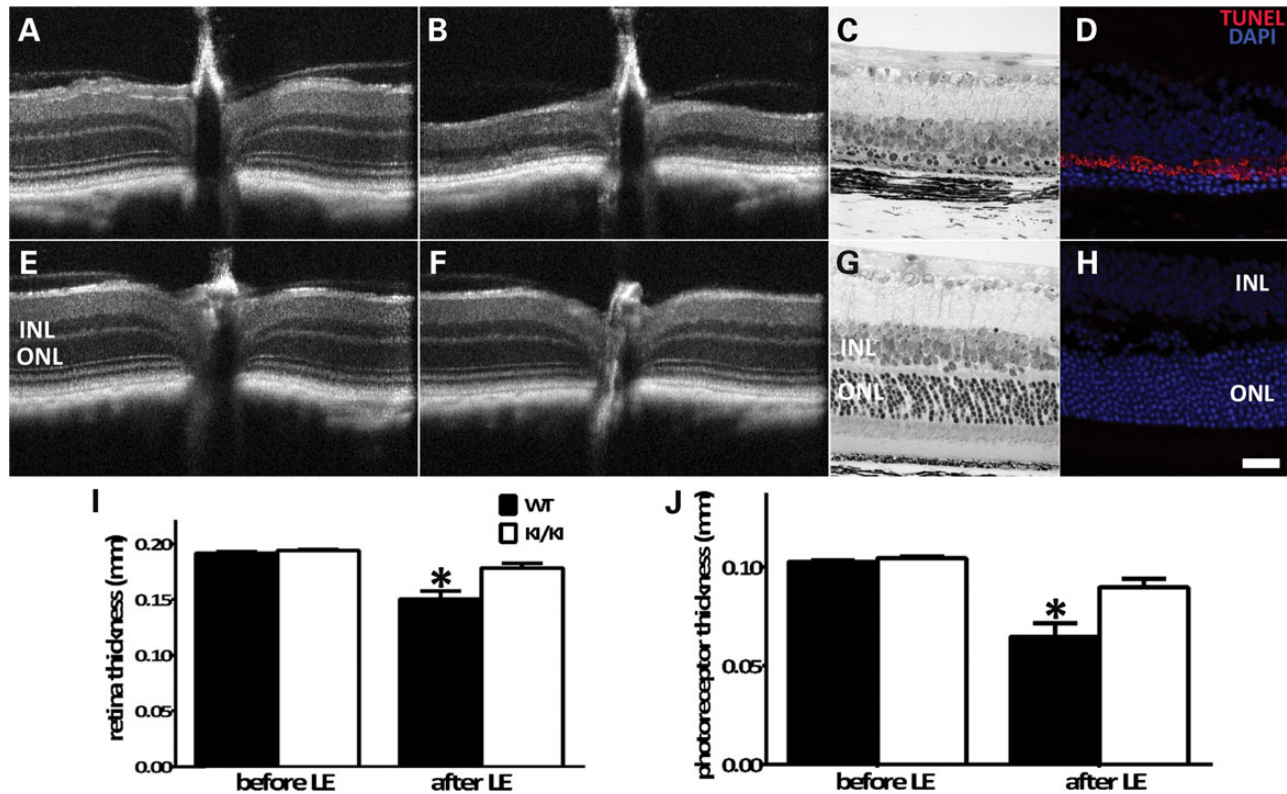 A
B
C
TUNEL
DAPI
D
E
INL
ONL
F
G
INL
ONL
H
INL
ONL
I
WT
KI/KI
retina thickness (mm)
0.20
0.15
0.10
0.05
0.00
*
before LE
after LE
J
photoreceptor thickness (mm)
0.10
0.05
0.00
*
before LE
after LE